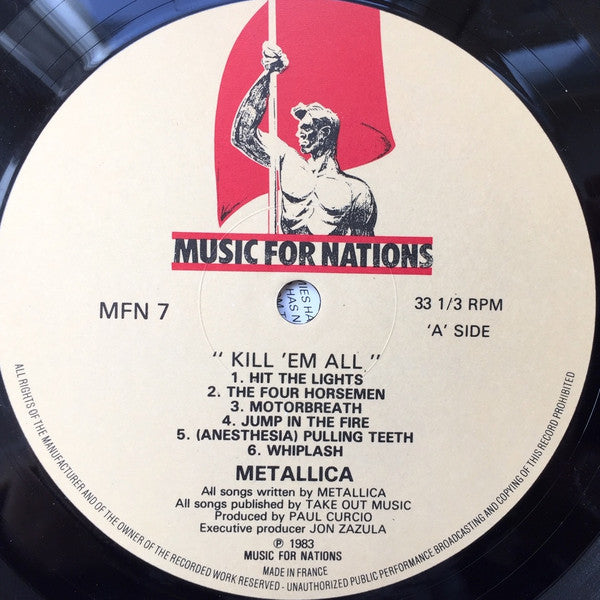 MUSIC FOR NATIONS
MFN 7
33 1/3 RPM
'A' SIDE
IES HA
HAS N
" KILL 'EM ALL "
1. HIT THE LIGHTS
2. THE FOUR HORSEMEN
3. MOTORBREATH
4. JUMP IN THE FIRE
5. (ANESTHESIA) PULLING TEETH
6. WHIPLASH
METALLICA
All songs written by METALLICA
All songs published by TAKE OUT MUSIC
Produced by PAUL CURCIO
Executive producer JON ZAZULA
℗ 1983
MUSIC FOR NATIONS
MADE IN FRANCE
ALL RIGHTS OF THE MANUFACTURER AND OF THE OWNER OF THE RECORDED WORK RESERVED - UNAUTHORIZED PUBLIC PERFORMANCE, BROADCASTING AND COPYING OF THIS RECORD PROHIBITED